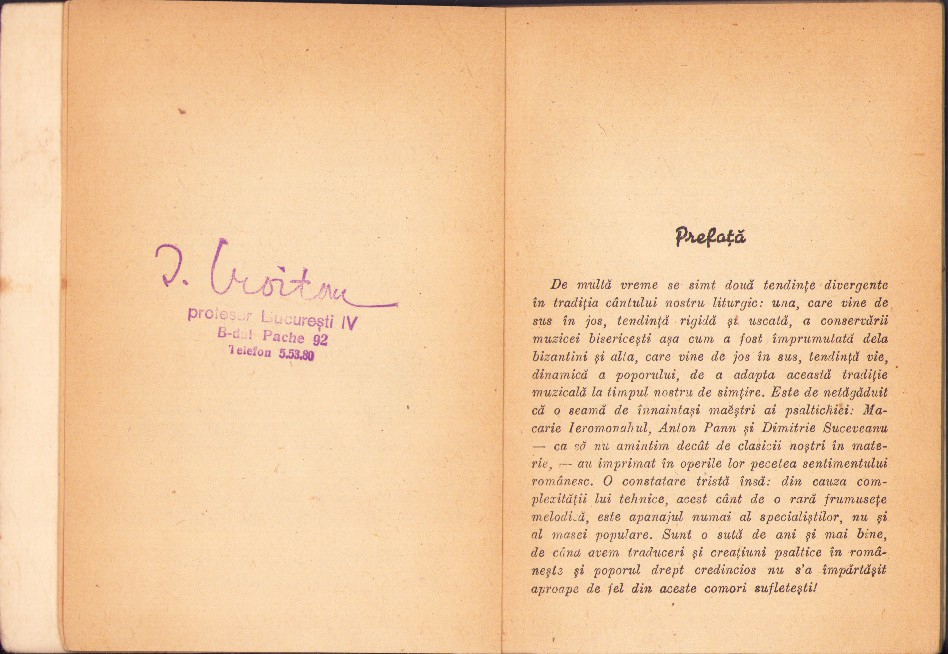 I. Croitoru
profesor București IV
B-dul Pache 92
Telefon 5.53.80
Prefață
De multă vreme se simt două tendințe divergente
în tradiția cântului nostru liturgic: una, care vine de
sus în jos, tendință rigidă și uscată, a conservării
muzicei bisericești așa cum a fost împrumutată dela
bizantini și alta, care vine de jos în sus, tendință vie,
dinamică a poporului, de a adapta această tradiție
muzicală la timpul nostru de simțire. Este de netăgăduit
că o seamă de înnaintași maeștri ai psaltichiei: Ma-
carie Ieromonahul, Anton Pann și Dimitrie Suceveanu
— ca să nu amintim decât de clasicii noștri în mate-
rie, — au imprimat în operile lor pecetea sentimentului
românesc. O constatare tristă însă: din cauza com-
plexității lui tehnice, acest cânt de o rară frumusețe
melodică, este apanajul numai al specialiștilor, nu și
al masei populare. Sunt o sută de ani și mai bine,
de când avem traduceri și creațiuni psaltice în româ-
nește și poporul drept credincios nu s'a împărtășit
aproape de fel din aceste comori sufletești!